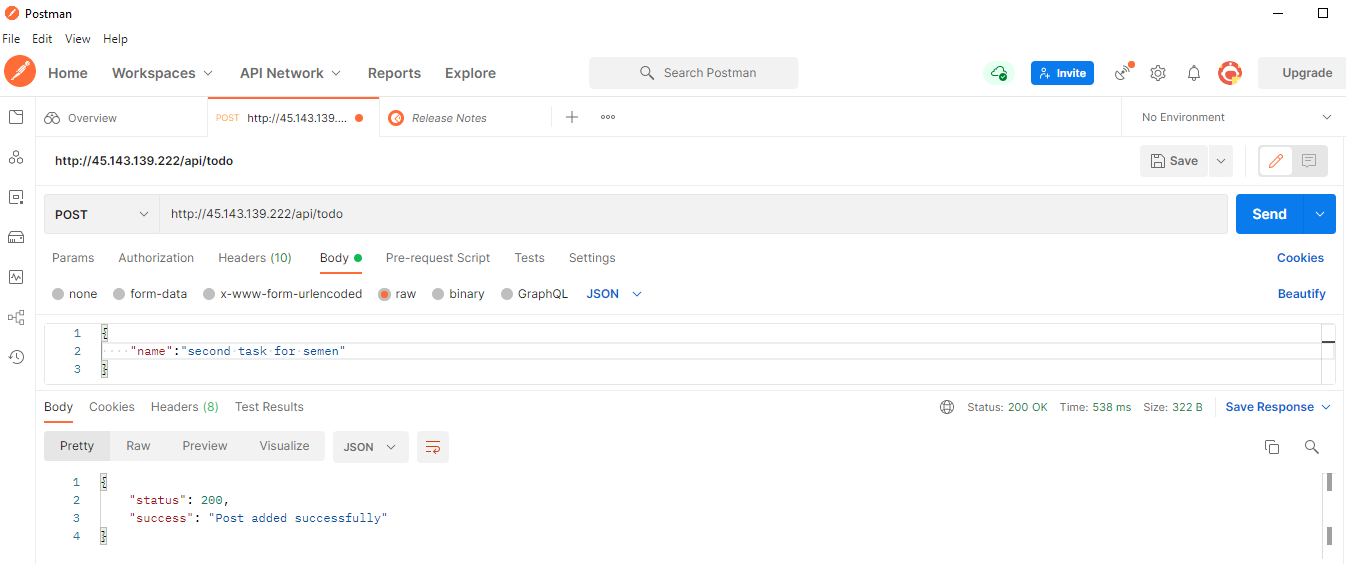 Postman
File Edit View Help
Home Workspaces API Network Reports Explore Search Postman Invite Upgrade
Overview POST http://45.143.139.... Release Notes No Environment
http://45.143.139.222/api/todo Save
POST http://45.143.139.222/api/todo Send
Params Authorization Headers (10) Body Pre-request Script Tests Settings Cookies
none form-data x-www-form-urlencoded raw binary GraphQL JSON Beautify
1 {
2 "name":"second task for semen"
3 }
Body Cookies Headers (8) Test Results Status: 200 OK Time: 538 ms Size: 322 B Save Response
Pretty Raw Preview Visualize JSON
1 {
2 "status": 200,
3 "success": "Post added successfully"
4 }